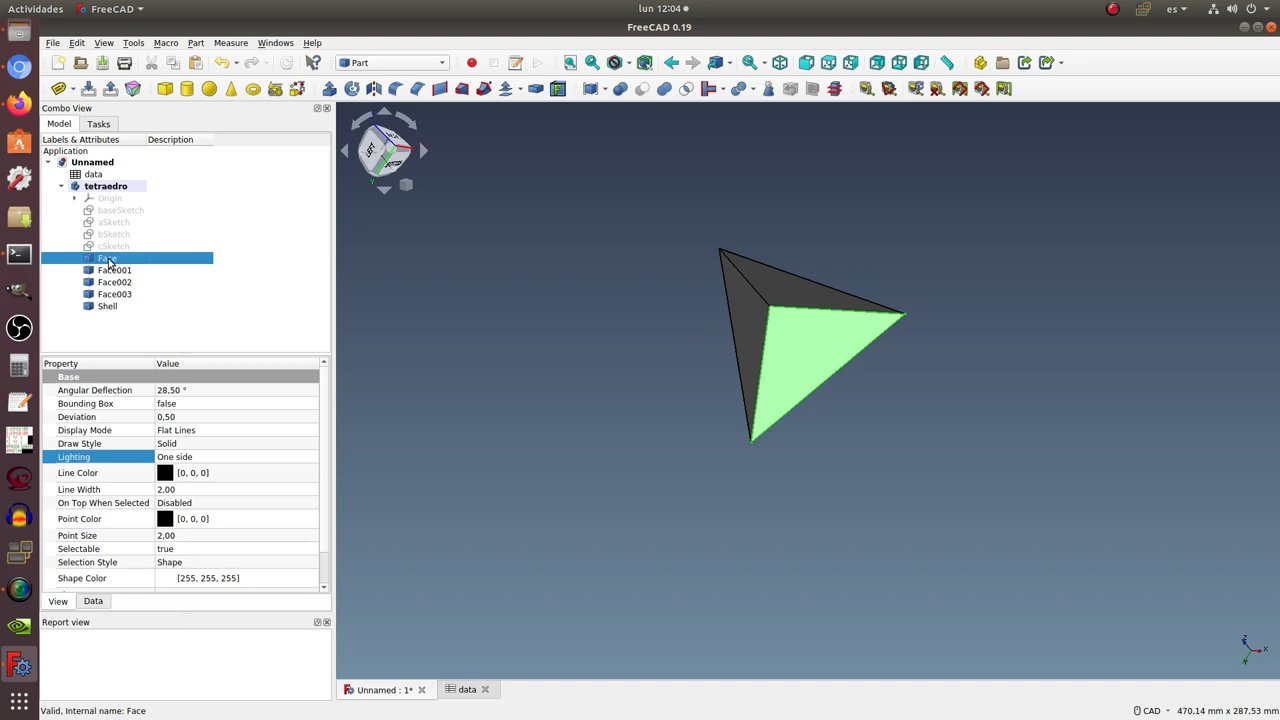 Actividades
FreeCAD
lun 12:04
es
FreeCAD 0.19
File Edit View Tools Macro Part Measure Windows Help
Part
Combo View
Model Tasks
Labels & Attributes Description
Application
Unnamed
data
tetraedro
Origin
baseSketch
aSketch
bSketch
cSketch
Face
Face001
Face002
Face003
Shell
Property Value
Base
Angular Deflection 28,50 °
Bounding Box false
Deviation 0,50
Display Mode Flat Lines
Draw Style Solid
Lighting One side
Line Color [0, 0, 0]
Line Width 2,00
On Top When Selected Disabled
Point Color [0, 0, 0]
Point Size 2,00
Selectable true
Selection Style Shape
Shape Color [255, 255, 255]
View Data
Report view
LEFT
BOTTOM
Y
Z
X
Unnamed : 1*
data
Valid, Internal name: Face
CAD
470,14 mm x 287,53 mm